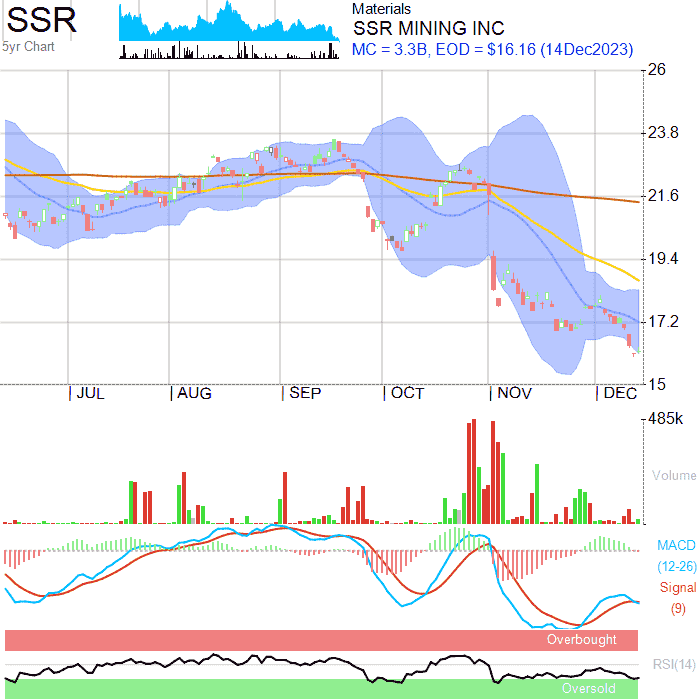 SSR
5yr Chart
Materials
SSR MINING INC
MC = 3.3B, EOD = $16.16 (14Dec2023)
26
23.8
21.6
19.4
17.2
15
JUL AUG SEP OCT NOV DEC
485k
Volume
MACD
(12-26)
Signal
(9)
Overbought
RSI(14)
Oversold